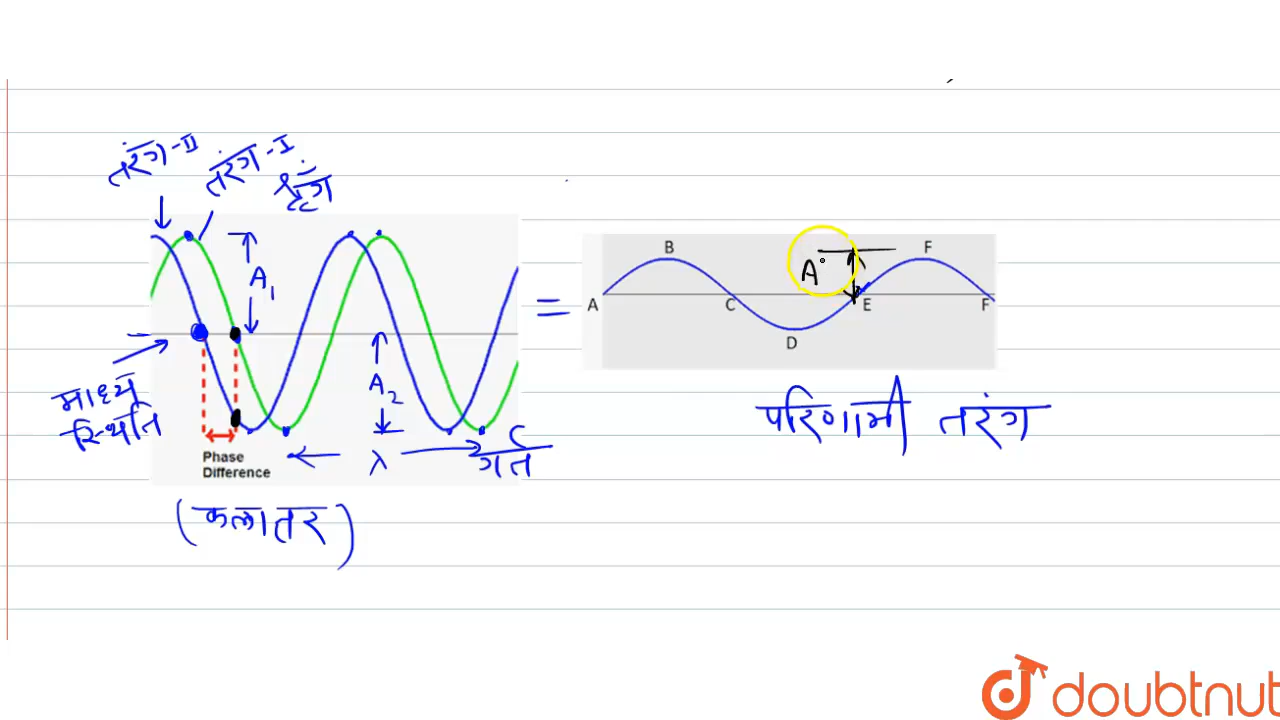 तरंग-II
तरंग-I
श्रृंग
A₁
A₂
माध्य
स्थिति
Phase
Difference
λ
गर्त
(कलांतर)
=
A
B
C
D
E
F
F
A
परिणामी तरंग
doubtnut